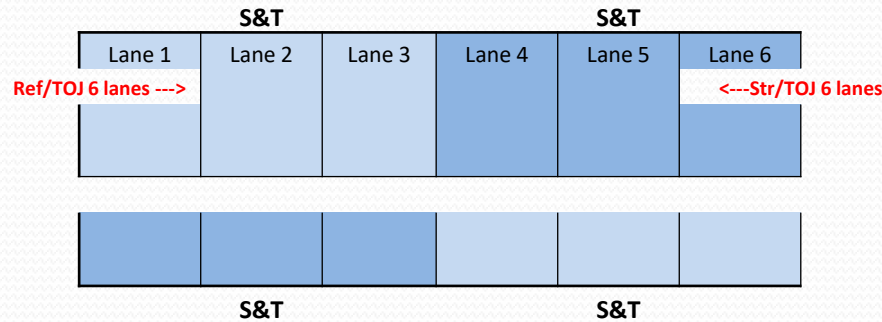 S&T S&T
Lane 1 Lane 2 Lane 3 Lane 4 Lane 5 Lane 6
Ref/TOJ 6 lanes ---> <---Str/TOJ 6 lanes
S&T S&T